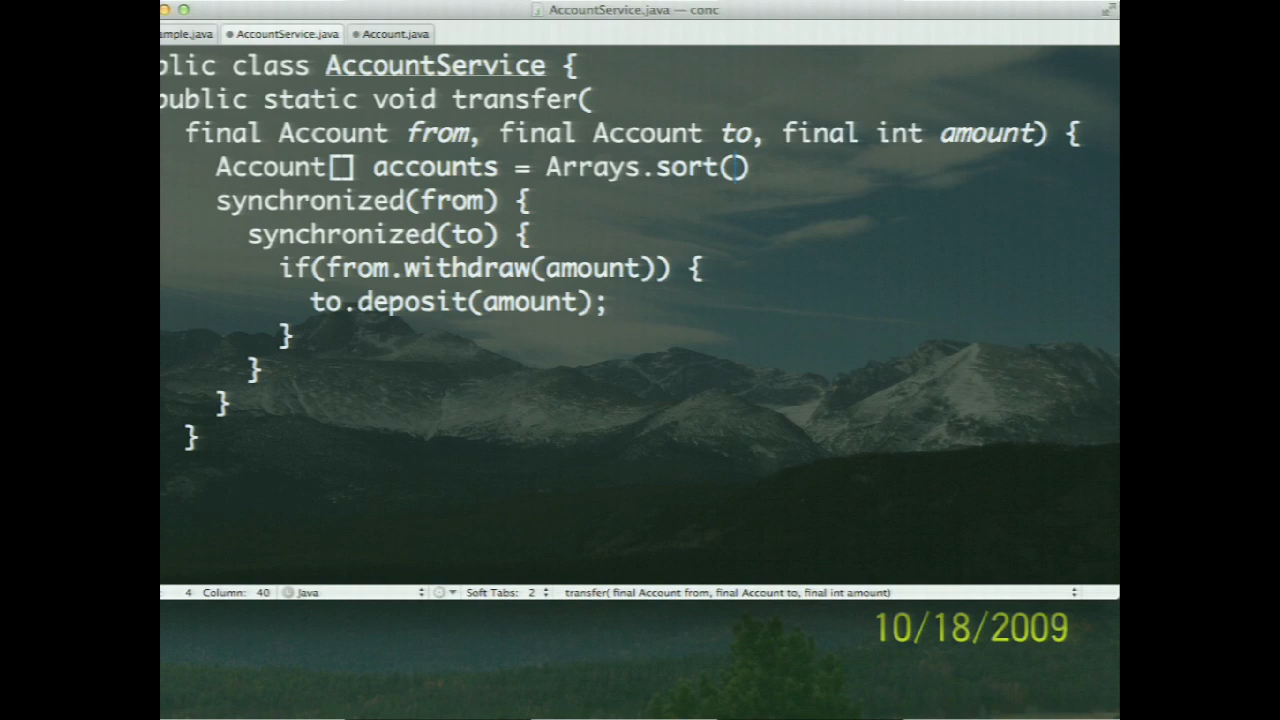 AccountService.java — conc
mple.java AccountService.java Account.java
blic class AccountService {
public static void transfer(
final Account from, final Account to, final int amount) {
Account[] accounts = Arrays.sort()
synchronized(from) {
synchronized(to) {
if(from.withdraw(amount)) {
to.deposit(amount);
}
}
}
}
4 Column: 40 Java Soft Tabs: 2 transfer( final Account from, final Account to, final int amount)
10/18/2009